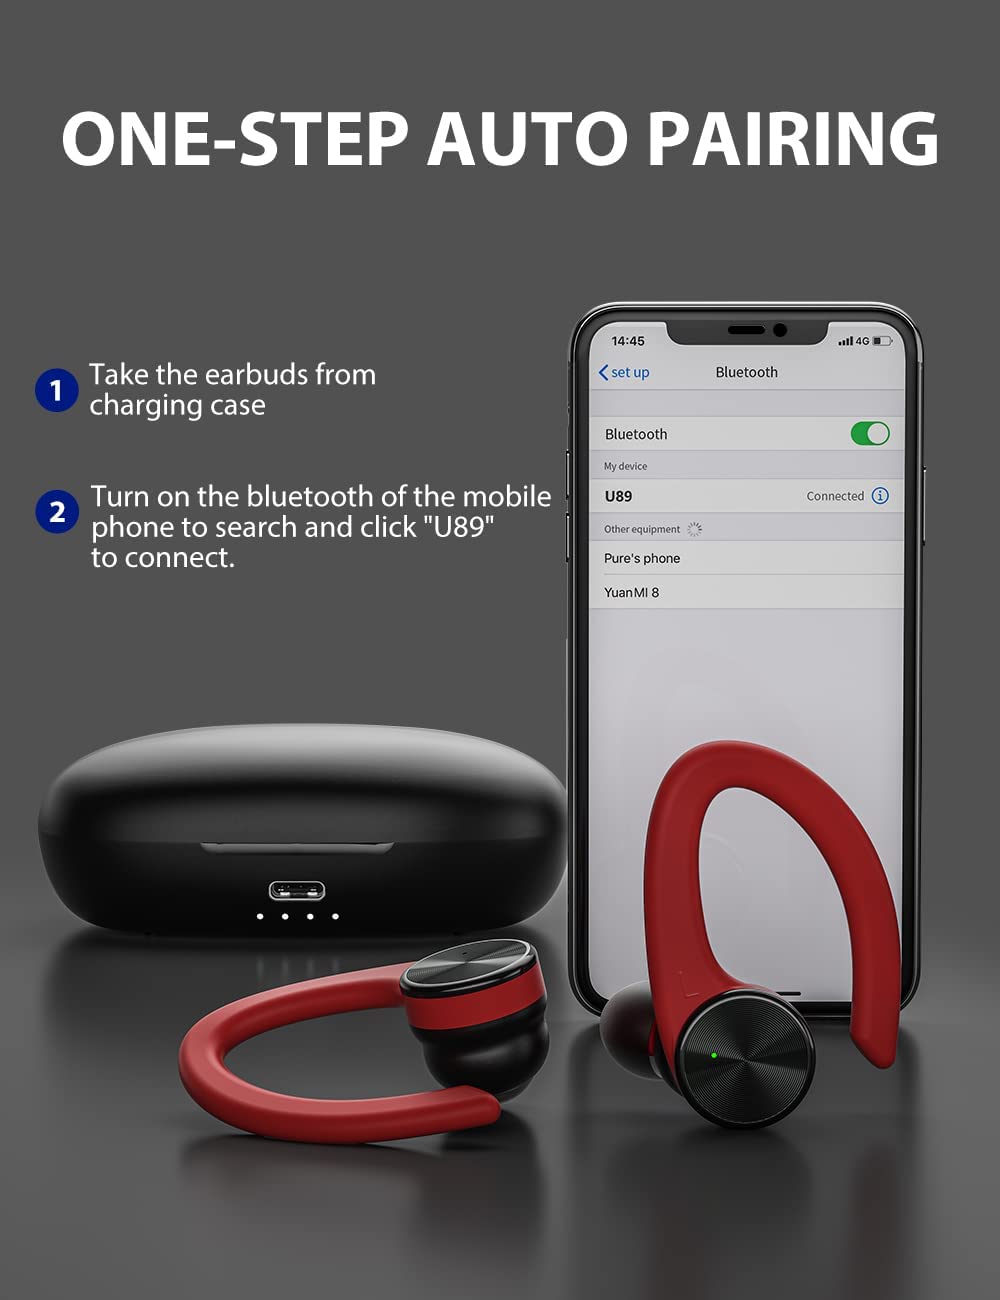 ONE-STEP AUTO PAIRING
1
Take the earbuds from
charging case
2
Turn on the bluetooth of the mobile
phone to search and click "U89"
to connect.
14:45
4G
set up
Bluetooth
Bluetooth
My device
U89
Connected
Other equipment
Pure's phone
YuanMI 8
L